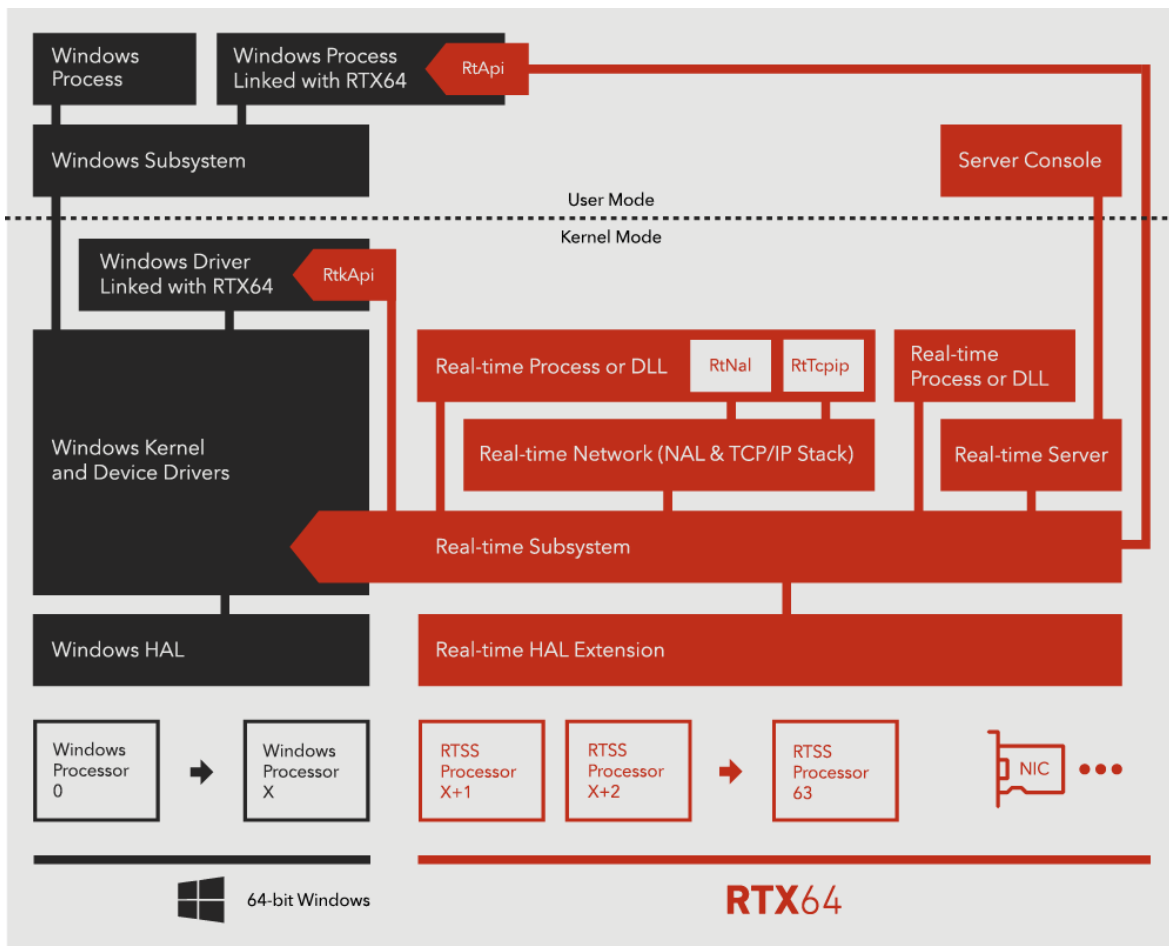 Windows
Process
Windows Process
Linked with RTX64
RtApi
Windows Subsystem
Server Console
User Mode
Kernel Mode
Windows Driver
Linked with RTX64
RtkApi
Real-time Process or DLL
RtNal
RtTcpip
Real-time
Process or DLL
Windows Kernel
and Device Drivers
Real-time Network (NAL & TCP/IP Stack)
Real-time Server
Real-time Subsystem
Windows HAL
Real-time HAL Extension
Windows
Processor
0
Windows
Processor
X
RTSS
Processor
X+1
RTSS
Processor
X+2
RTSS
Processor
63
NIC
64-bit Windows
RTX64